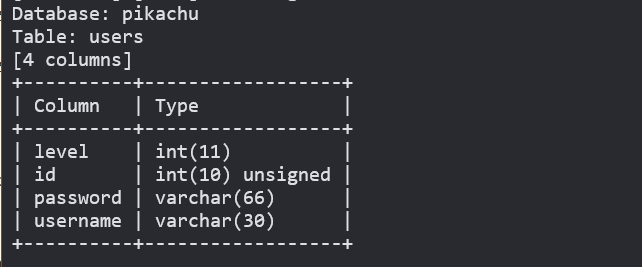 Database: pikachu
Table: users
[4 columns]
+----------+------------------+
| Column   | Type             |
+----------+------------------+
| level    | int(11)          |
| id       | int(10) unsigned |
| password | varchar(66)      |
| username | varchar(30)      |
+----------+------------------+